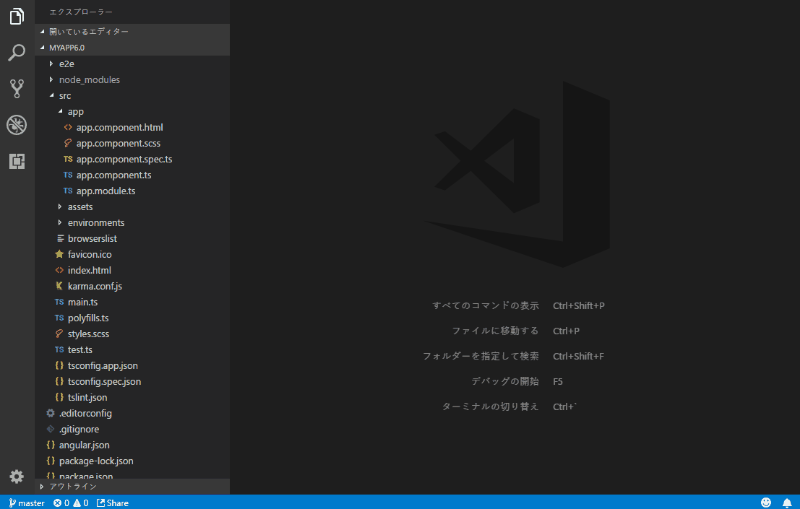 エクスプローラー
開いているエディター
MYAPP6.0
e2e
node_modules
src
app
app.component.html
app.component.scss
TS app.component.spec.ts
TS app.component.ts
TS app.module.ts
assets
environments
browserslist
favicon.ico
index.html
karma.conf.js
TS main.ts
TS polyfills.ts
styles.scss
TS test.ts
{ } tsconfig.app.json
{ } tsconfig.spec.json
{ } tslint.json
.editorconfig
.gitignore
{ } angular.json
{ } package-lock.json
{ } package.json
アウトライン
すべてのコマンドの表示 Ctrl+Shift+P
ファイルに移動する Ctrl+P
フォルダーを指定して検索 Ctrl+Shift+F
デバッグの開始 F5
ターミナルの切り替え Ctrl+`
master 0 0 Share